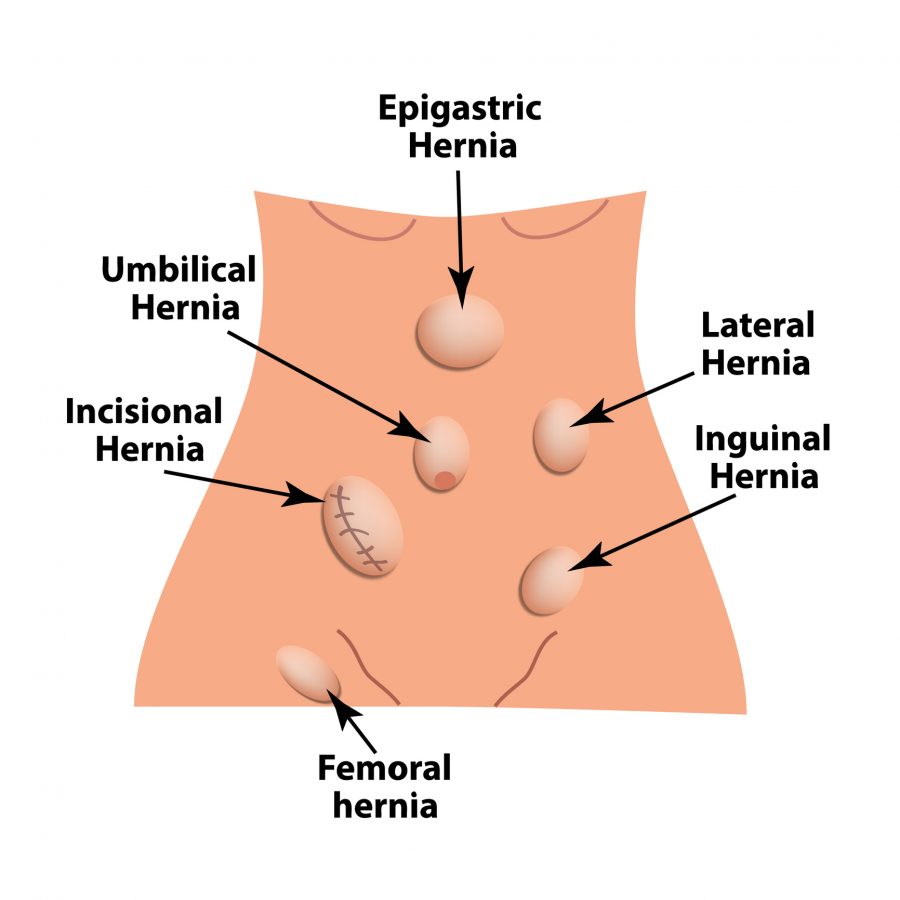 Epigastric
Hernia
Umbilical
Hernia
Lateral
Hernia
Incisional
Hernia
Inguinal
Hernia
Femoral
hernia